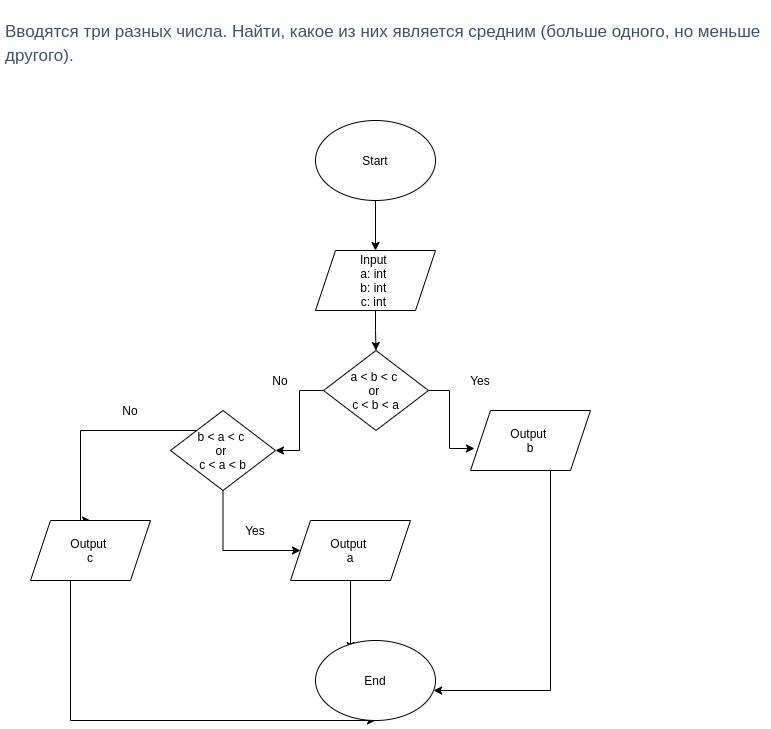 Вводятся три разных числа. Найти, какое из них является средним (больше одного, но меньше
другого).
Start
Input
a: int
b: int
c: int
a < b < c
or
c < b < a
No
Yes
b < a < c
or
c < a < b
No
Yes
Output
b
Output
c
Output
a
End